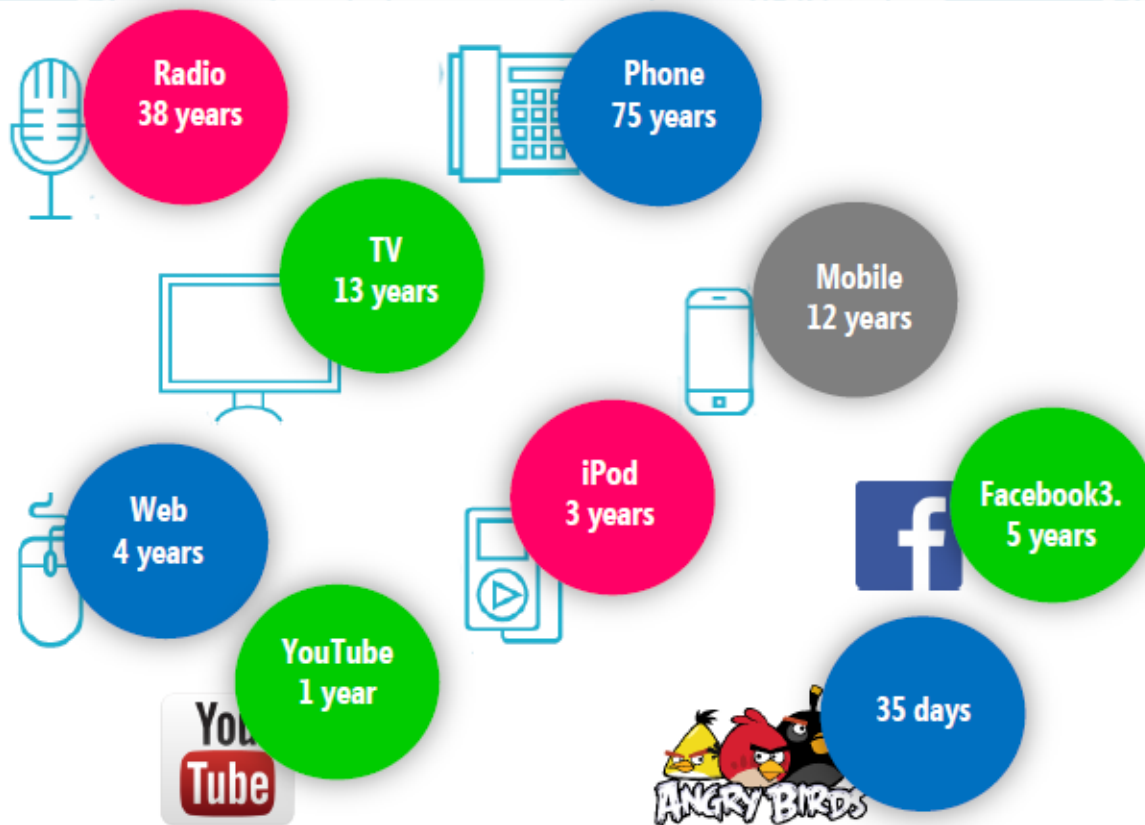 Radio
38 years
Phone
75 years
TV
13 years
Mobile
12 years
iPod
3 years
Facebook3.
5 years
Web
4 years
YouTube
1 year
35 days
You
Tube
ANGRY BIRDS